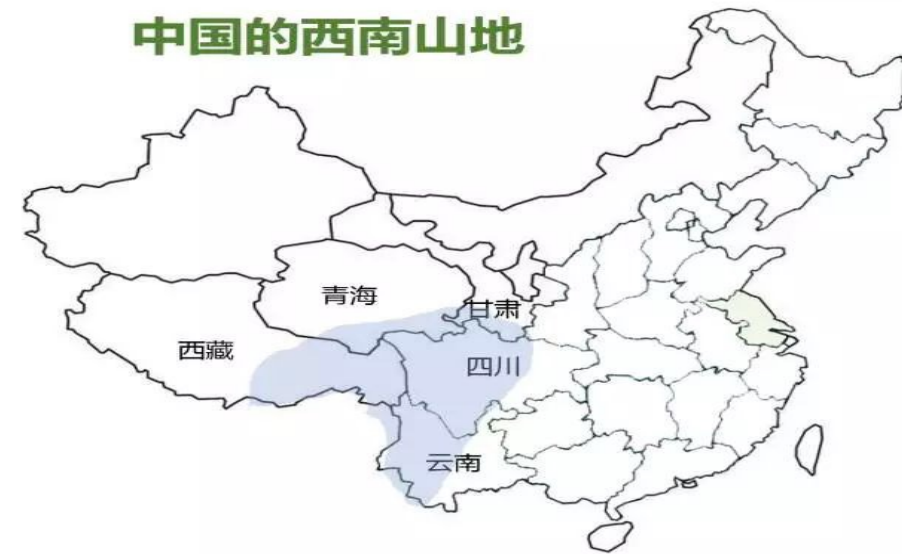 中国的西南山地
青海
甘肃
西藏
四川
云南